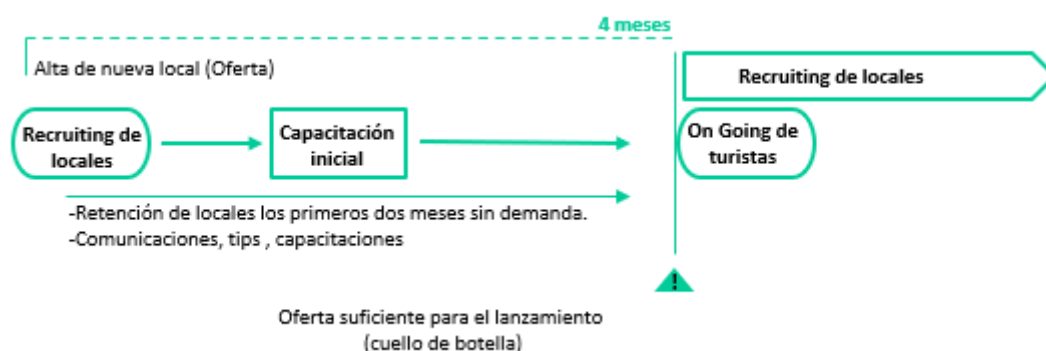 4 meses
Alta de nueva local (Oferta)
Recruiting de locales
Recruiting de
locales
Capacitación
inicial
On Going de
turistas
-Retención de locales los primeros dos meses sin demanda.
-Comunicaciones, tips , capacitaciones
!
Oferta suficiente para el lanzamiento
(cuello de botella)